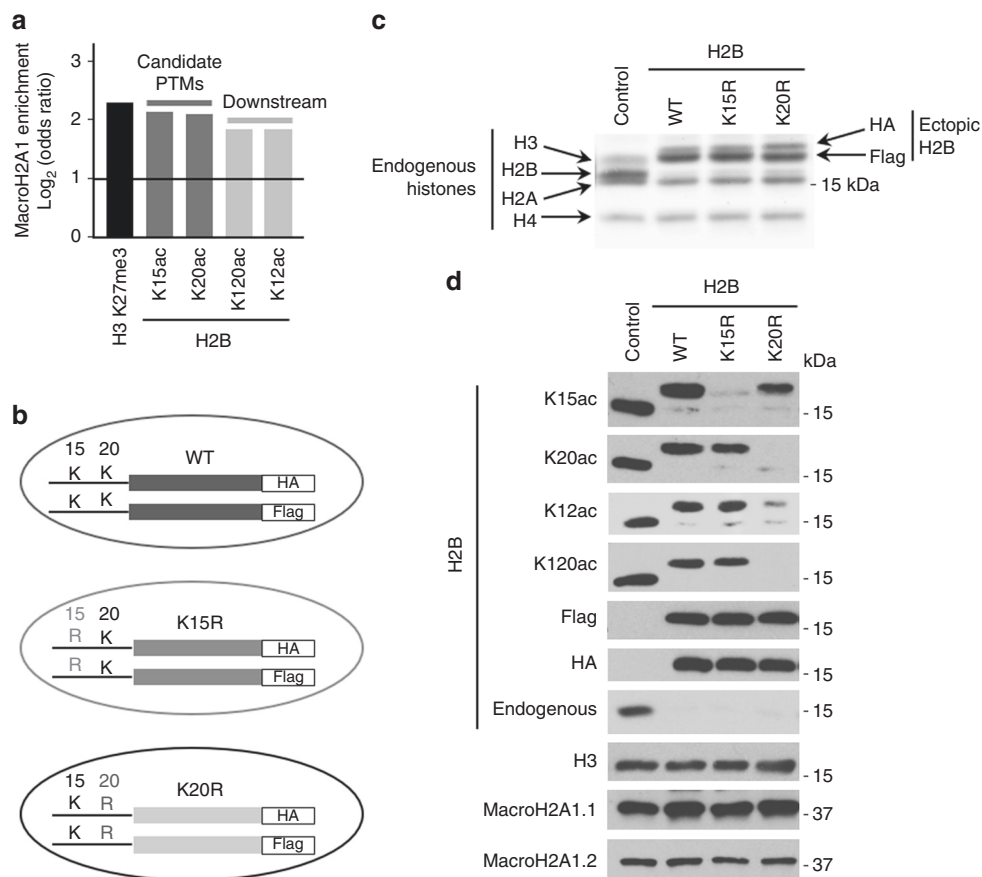 a
MacroH2A1 enrichment
Log2 (odds ratio)
3
2
1
0
Candidate
PTMs
Downstream
H3 K27me3
K15ac
K20ac
K120ac
K12ac
H2B
b
15 20
K K
WT
HA
K K
Flag
15 20
R K
K15R
HA
R K
Flag
15 20
K R
K20R
HA
K R
Flag
c
H2B
Control
WT
K15R
K20R
Endogenous
histones
H3
H2B
H2A
H4
HA
Flag
Ectopic
H2B
- 15 kDa
d
H2B
Control
WT
K15R
K20R
kDa
H2B
K15ac
- 15
K20ac
- 15
K12ac
- 15
K120ac
- 15
Flag
- 15
HA
- 15
Endogenous
- 15
H3
- 15
MacroH2A1.1
- 37
MacroH2A1.2
- 37